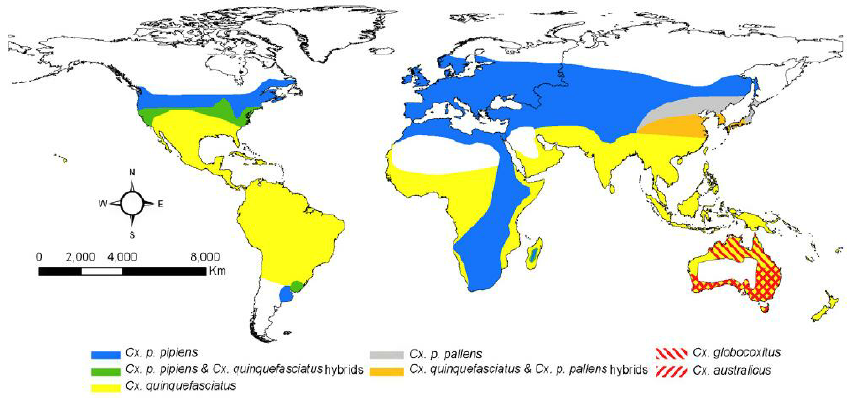 N
W E
S
0 2,000 4,000 8,000
Km
Cx. p. pipiens
Cx. p. pipiens & Cx. quinquefasciatus hybrids
Cx. quinquefasciatus
Cx. p. pallens
Cx. quinquefasciatus & Cx. p. pallens hybrids
Cx. globocoxitus
Cx. australicus